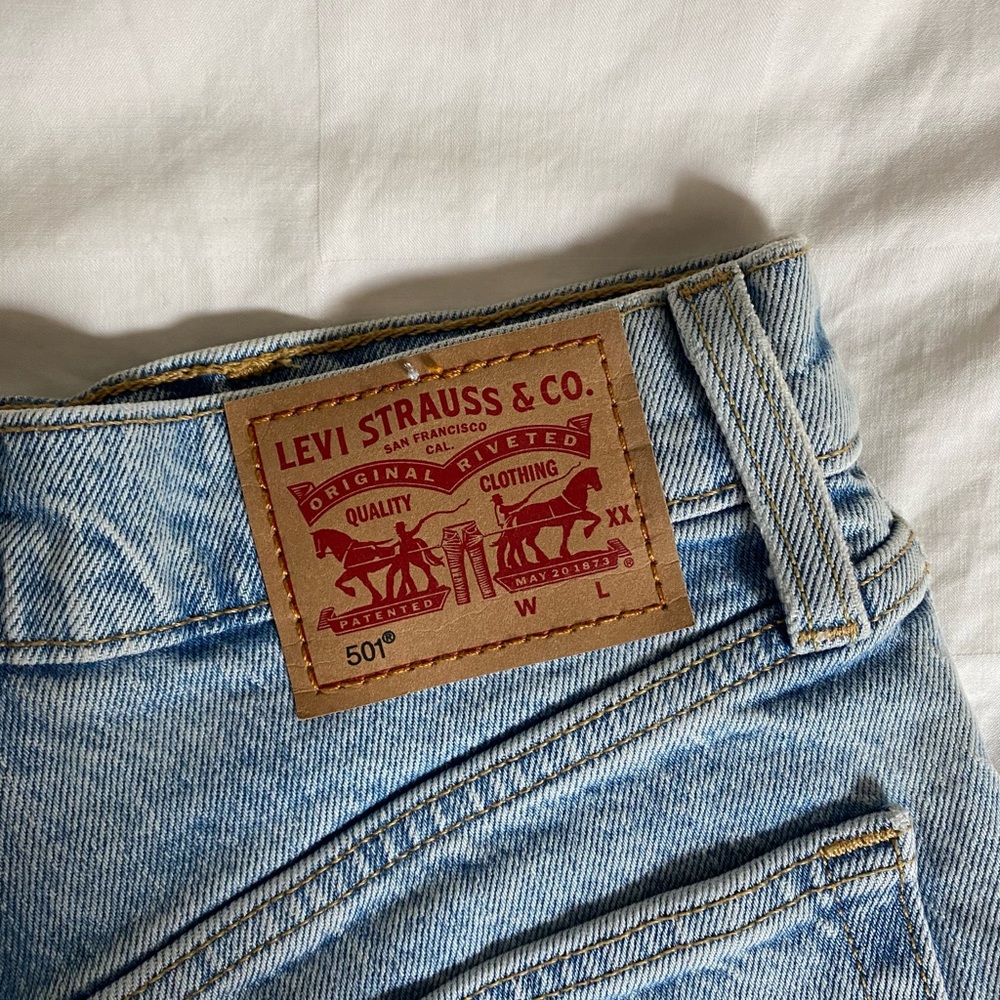 LEVI STRAUSS & CO.
SAN FRANCISCO
CAL.
ORIGINAL RIVETED
QUALITY CLOTHING
XX
PATENTED MAY 20 1873 ®
W L
501®